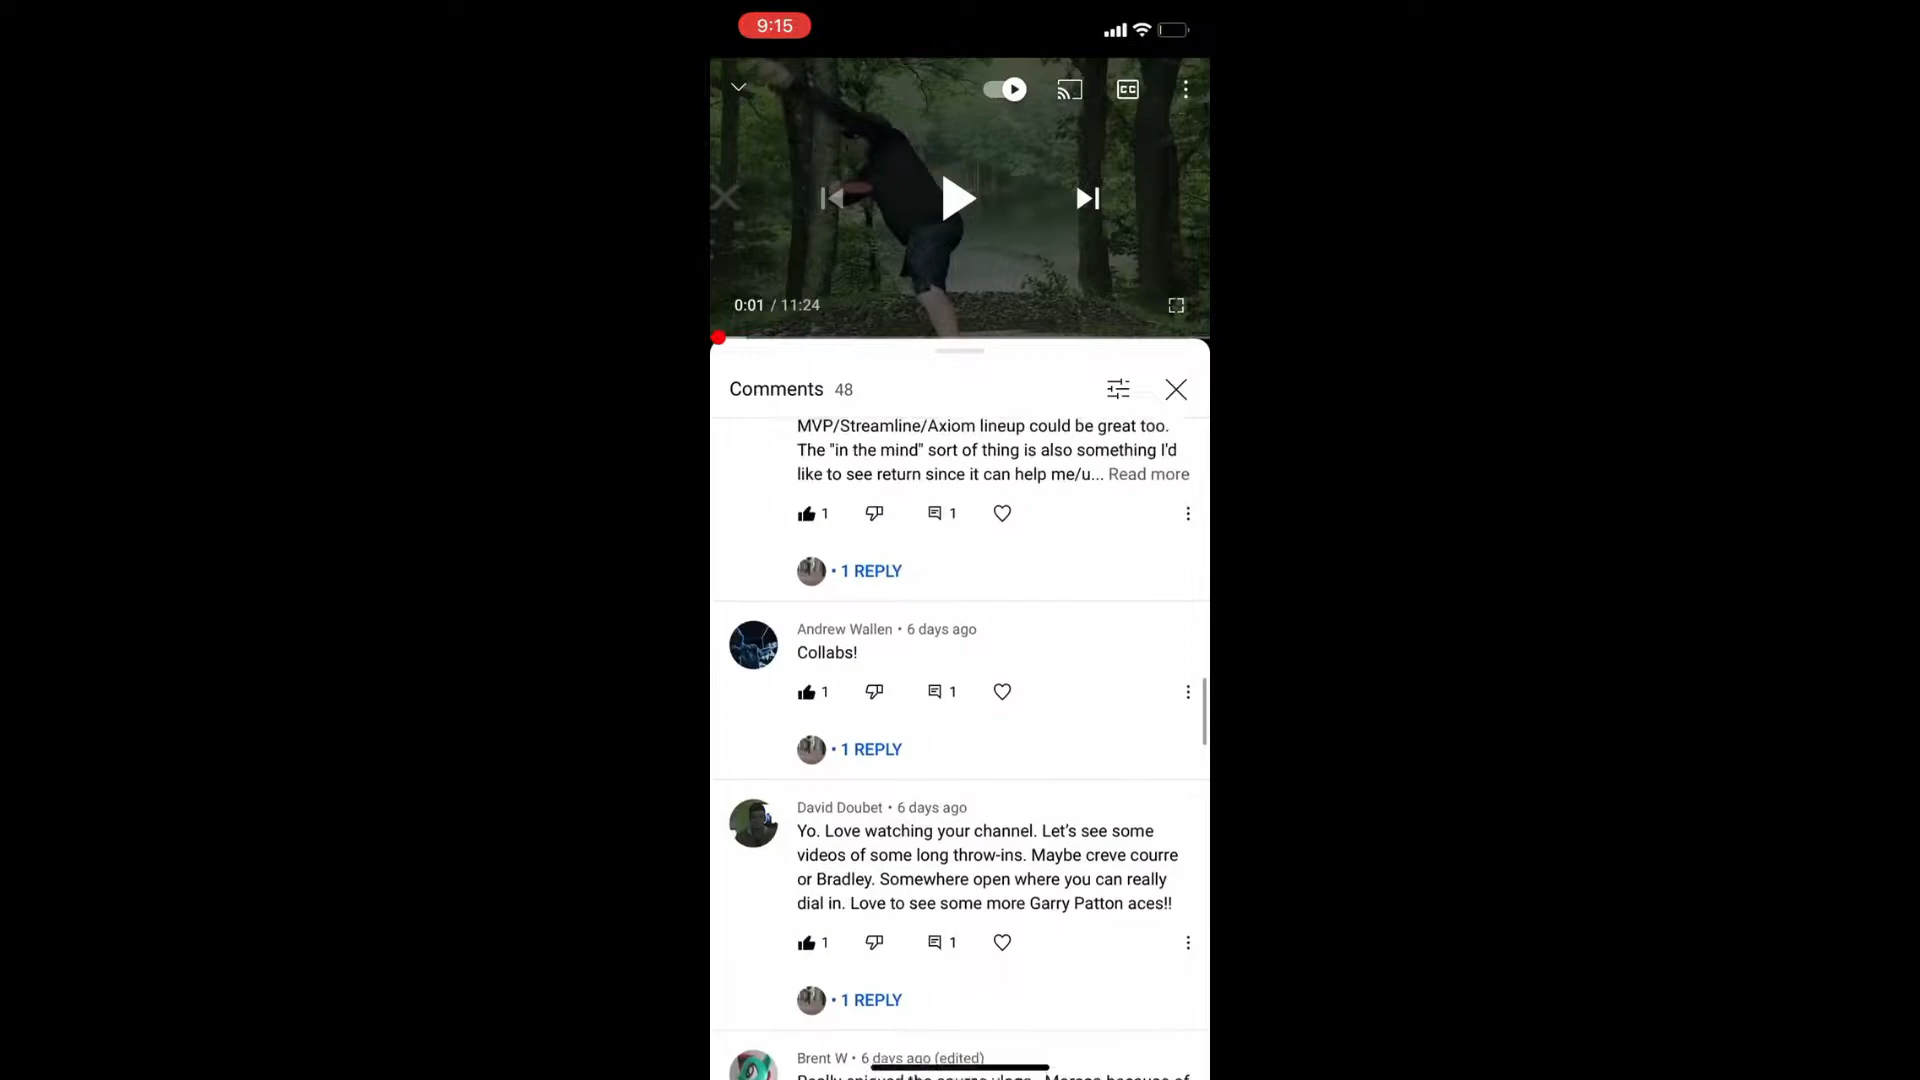 9:15
CC
0:01 / 11:24
Comments 48
MVP/Streamline/Axiom lineup could be great too.
The "in the mind" sort of thing is also something I'd
like to see return since it can help me/u... Read more
1
1
• 1 REPLY
Andrew Wallen • 6 days ago
Collabs!
1
1
• 1 REPLY
David Doubet • 6 days ago
Yo. Love watching your channel. Let's see some
videos of some long throw-ins. Maybe creve courre
or Bradley. Somewhere open where you can really
dial in. Love to see some more Garry Patton aces!!
1
1
• 1 REPLY
Brent W • 6 days ago (edited)